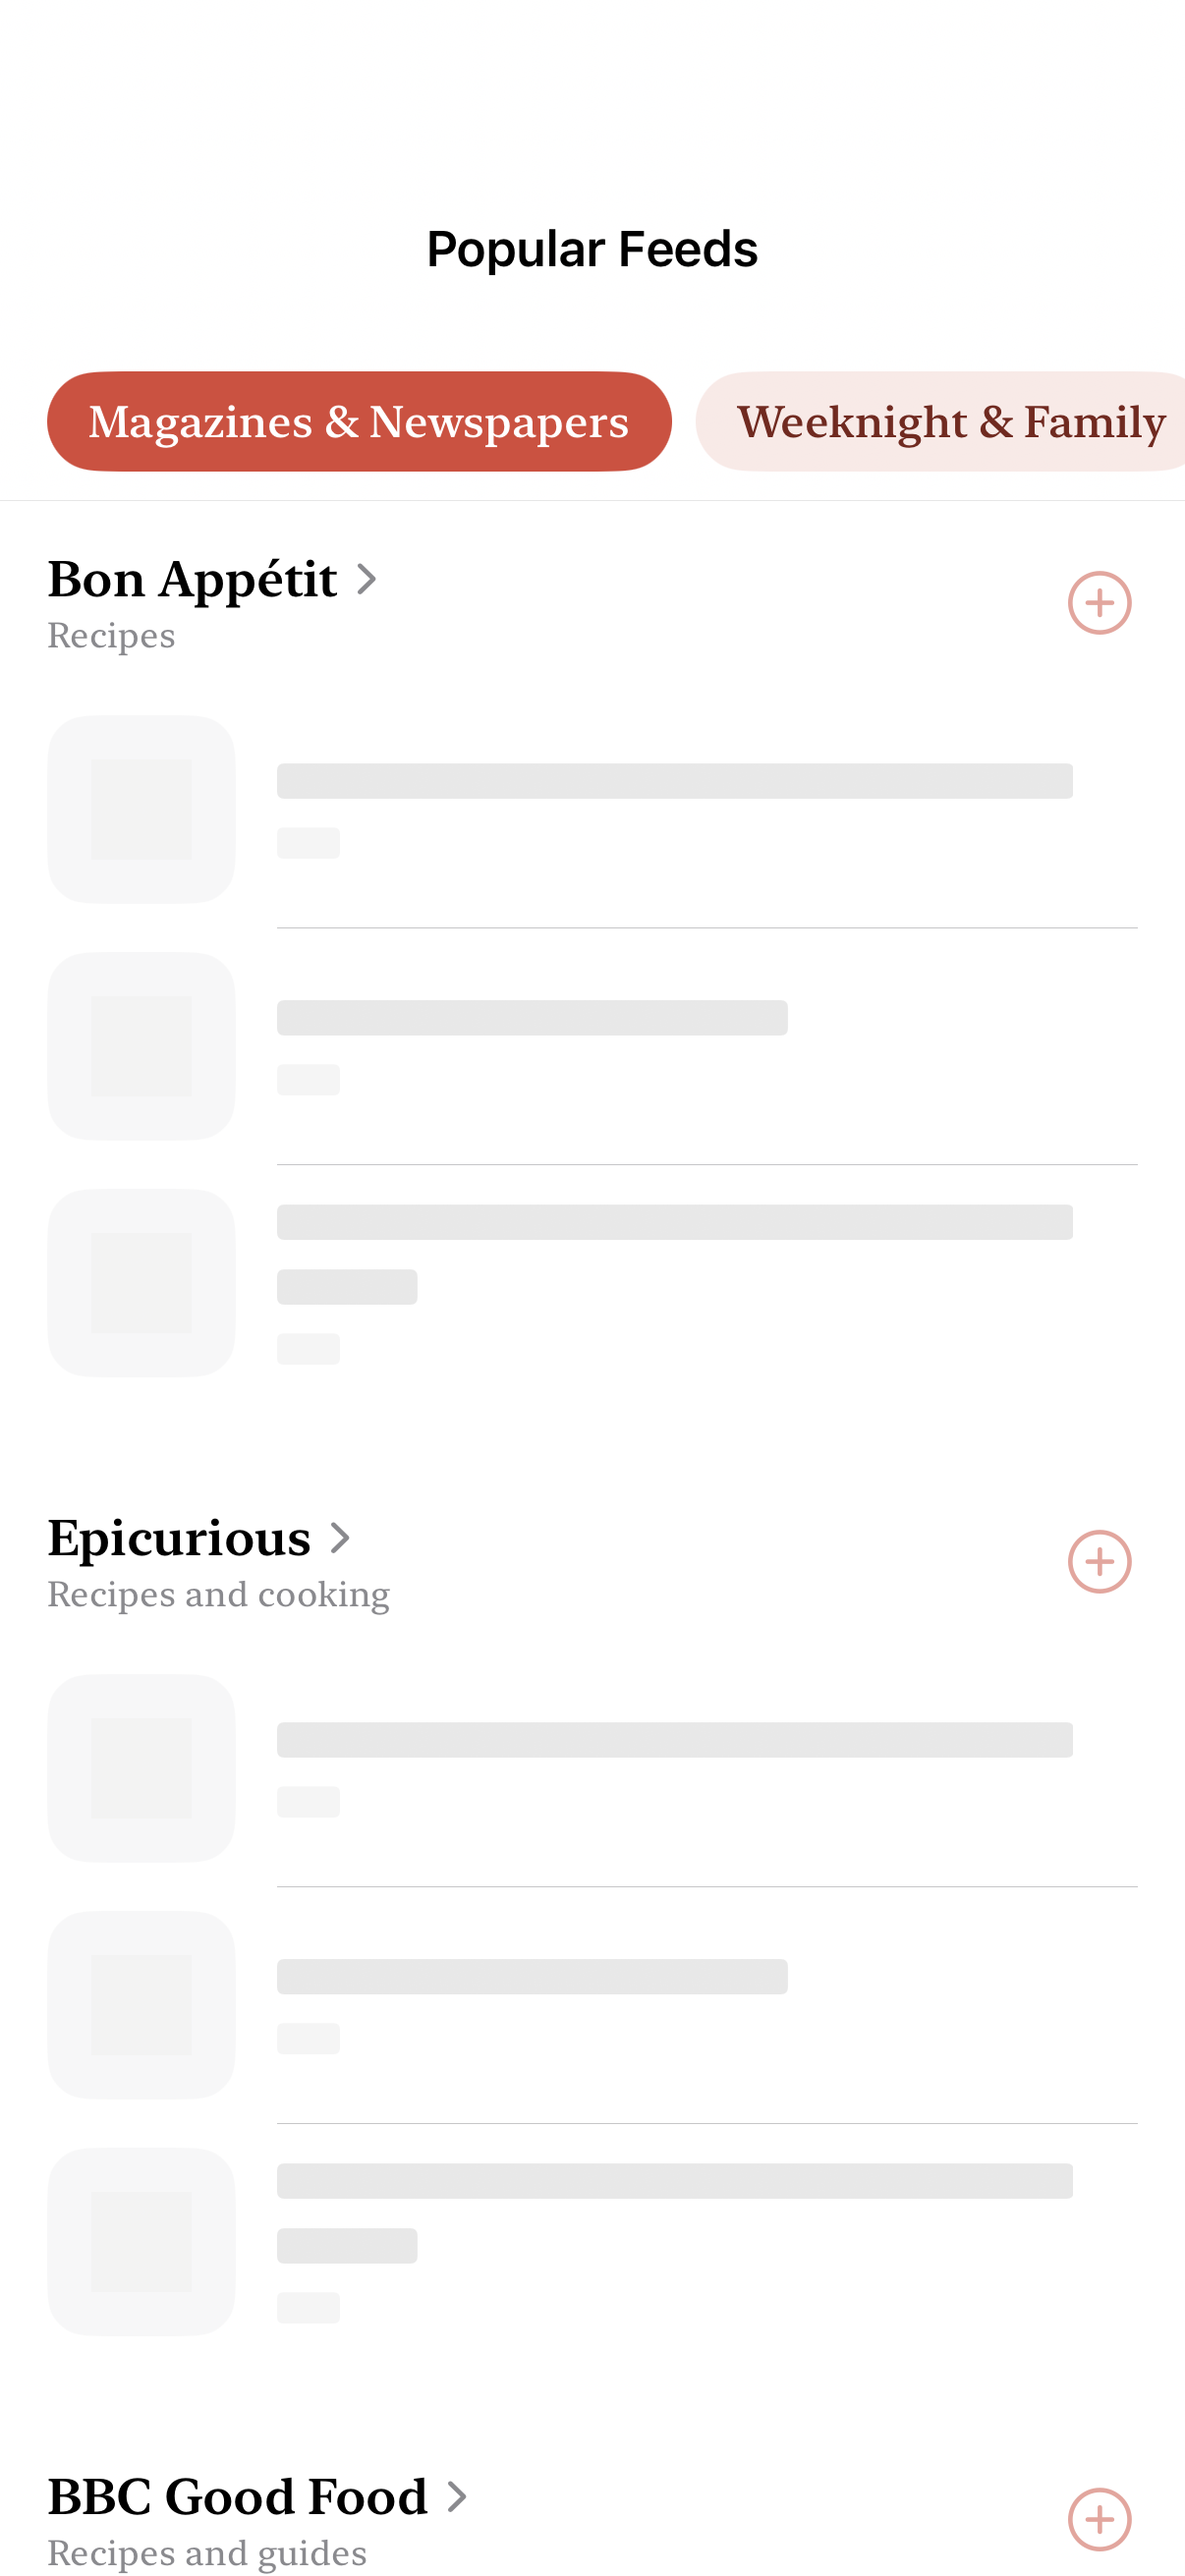 Popular Feeds
Magazines & Newspapers
Weeknight & Family
Bon Appétit
Recipes
Epicurious
Recipes and cooking
BBC Good Food
Recipes and guides